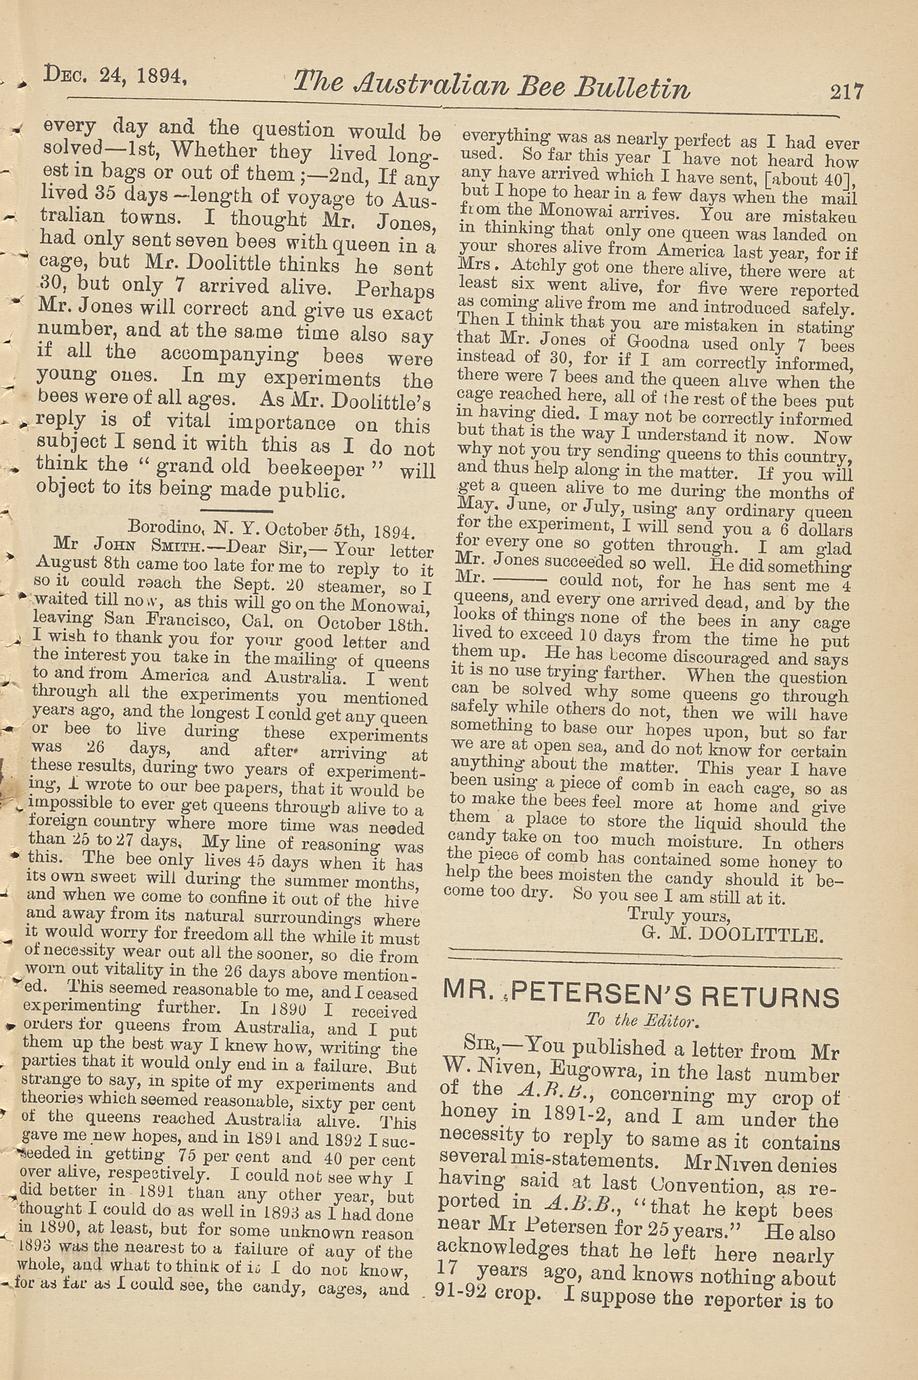 DEC. 24, 1894,
The Australian Bee Bulletin
217
every day and the question would be
solved—1st, Whether they lived long-
est in bags or out of them;—2nd, If any
lived 35 days—length of voyage to Aus-
tralian towns. I thought Mr. Jones,
had only sent seven bees with queen in a
cage, but Mr. Doolittle thinks he sent
30, but only 7 arrived alive. Perhaps
Mr. Jones will correct and give us exact
number, and at the same time also say
if all the accompanying bees were
young ones. In my experiments the
bees were of all ages. As Mr. Doolittle's
reply is of vital importance on this
subject I send it with this as I do not
think the "grand old beekeeper" will
object to its being made public.
Borodino, N. Y. October 5th, 1894.
Mr JOHN SMITH.—Dear Sir,—Your letter
August 8th came too late for me to reply to it
so it could reach the Sept. 20 steamer, so I
waited till now, as this will go on the Monowai,
leaving San Francisco, Cal. on October 18th.
I wish to thank you for your good letter and
the interest you take in the mailing of queens
to and from America and Australia. I went
through all the experiments you mentioned
years ago, and the longest I could get any queen
or bee to live during these experiments
was 26 days, and after arriving at
these results, during two years of experiment-
ing, I wrote to our bee papers, that it would be
impossible to ever get queens through alive to a
foreign country where more time was needed
than 25 to 27 days. My line of reasoning was
this. The bee only lives 45 days when it has
its own sweet will during the summer months,
and when we come to confine it out of the hive
and away from its natural surroundings where
it would worry for freedom all the while it must
of necessity wear out all the sooner, so die from
worn out vitality in the 26 days above mention-
ed. This seemed reasonable to me, and I ceased
experimenting further. In 1890 I received
orders for queens from Australia, and I put
them up the best way I knew how, writing the
parties that it would only end in a failure. But
strange to say, in spite of my experiments and
theories which seemed reasonable, sixty per cent
of the queens reached Australia alive. This
gave me new hopes, and in 1891 and 1892 I suc-
ceeded in getting 75 per cent and 40 per cent
over alive, respectively. I could not see why I
did better in 1891 than any other year, but
thought I could do as well in 1893 as I had done
in 1890, at least, but for some unknown reason
1893 was the nearest to a failure of any of the
whole, and what to think of it I do not know,
for as far as I could see, the candy, cages, and
everything was as nearly perfect as I had ever
used. So far this year I have not heard how
any have arrived which I have sent, [about 40],
but I hope to hear in a few days when the mail
from the Monowai arrives. You are mistaken
in thinking that only one queen was landed on
your shores alive from America last year, for if
Mrs. Atchly got one there alive, there were at
least six went alive, for five were reported
as coming alive from me and introduced safely.
Then I think that you are mistaken in stating
that Mr. Jones of Goodna used only 7 bees
instead of 30, for if I am correctly informed,
there were 7 bees and the queen alive when the
cage reached here, all of the rest of the bees put
in having died. I may not be correctly informed
but that is the way I understand it now. Now
why not you try sending queens to this country,
and thus help along in the matter. If you will
get a queen alive to me during the months of
May, June, or July, using any ordinary queen
for the experiment, I will send you a 6 dollars
for every one so gotten through. I am glad
Mr. Jones succeeded so well. He did something
Mr. ——— could not, for he has sent me 4
queens, and every one arrived dead, and by the
looks of things none of the bees in any cage
lived to exceed 10 days from the time he put
them up. He has become discouraged and says
it is no use trying farther. When the question
can be solved why some queens go through
safely while others do not, then we will have
something to base our hopes upon, but so far
we are at open sea, and do not know for certain
anything about the matter. This year I have
been using a piece of comb in each cage, so as
to make the bees feel more at home and give
them a place to store the liquid should the
candy take on too much moisture. In others
the piece of comb has contained some honey to
help the bees moisten the candy should it be-
come too dry. So you see I am still at it.
Truly yours,
G. M. DOOLITTLE.
MR. PETERSEN'S RETURNS
To the Editor.
SIR,—You published a letter from Mr
W. Niven, Eugowra, in the last number
of the A.B.B., concerning my crop of
honey in 1891-2, and I am under the
necessity to reply to same as it contains
several mis-statements. Mr Niven denies
having said at last Convention, as re-
ported in A.B.B., "that he kept bees
near Mr Petersen for 25 years." He also
acknowledges that he left here nearly
17 years ago, and knows nothing about
91-92 crop. I suppose the reporter is to